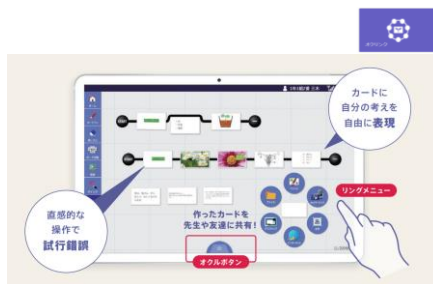 オクリンク
カードに
自分の考えを
自由に表現
リングメニュー
直感的な
操作で
試行錯誤
作ったカードを
先生や友達に共有!
オクルボタン